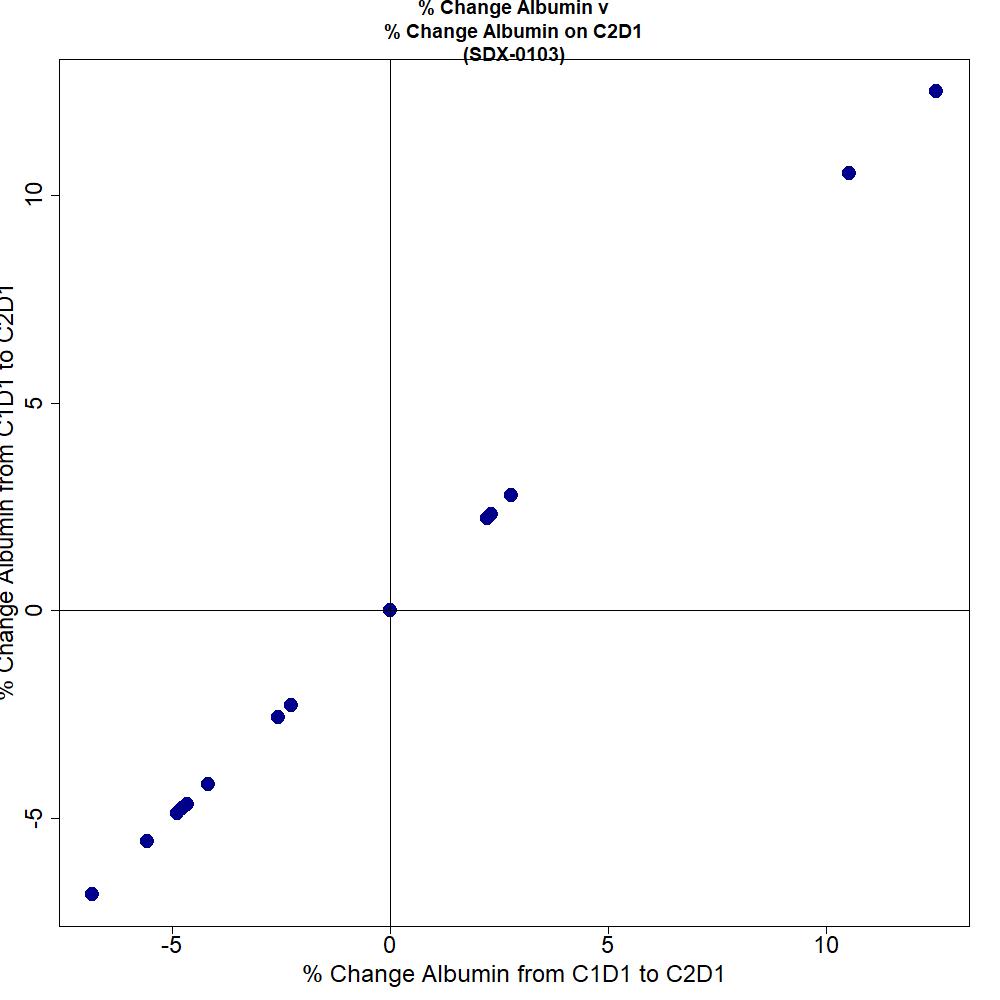 % Change Albumin v
% Change Albumin on C2D1
(SDX-0103)
% Change Albumin from C1D1 to C2D1
10
5
0
-5
-5
0
5
10
% Change Albumin from C1D1 to C2D1